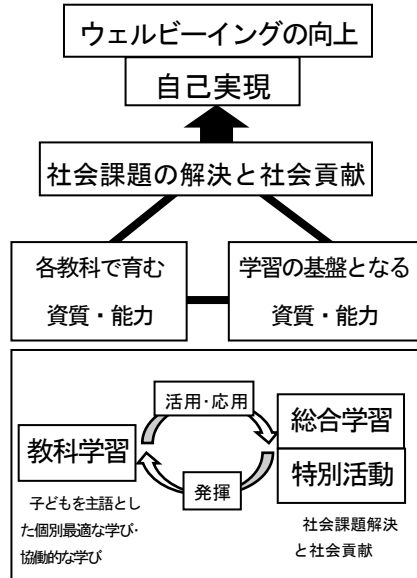 ウェルビーイングの向上
自己実現
社会課題の解決と社会貢献
各教科で育む
資質・能力
学習の基盤となる
資質・能力
活用・応用
教科学習
総合学習
特別活動
発揮
子どもを主語とし
た個別最適な学び・
協働的な学び
社会課題解決
と社会貢献